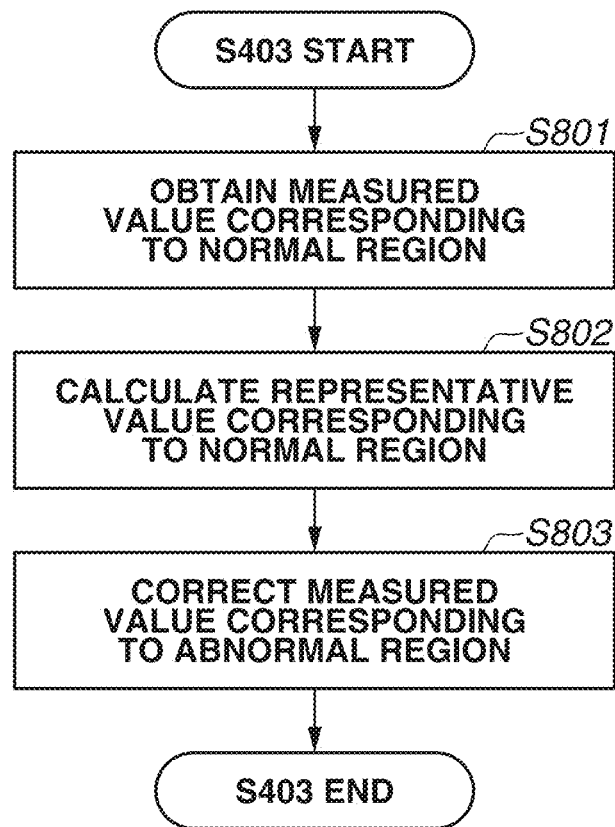 S403 START
S801
OBTAIN MEASURED
VALUE CORRESPONDING
TO NORMAL REGION
S802
CALCULATE REPRESENTATIVE
VALUE CORRESPONDING
TO NORMAL REGION
S803
CORRECT MEASURED
VALUE CORRESPONDING
TO ABNORMAL REGION
S403 END